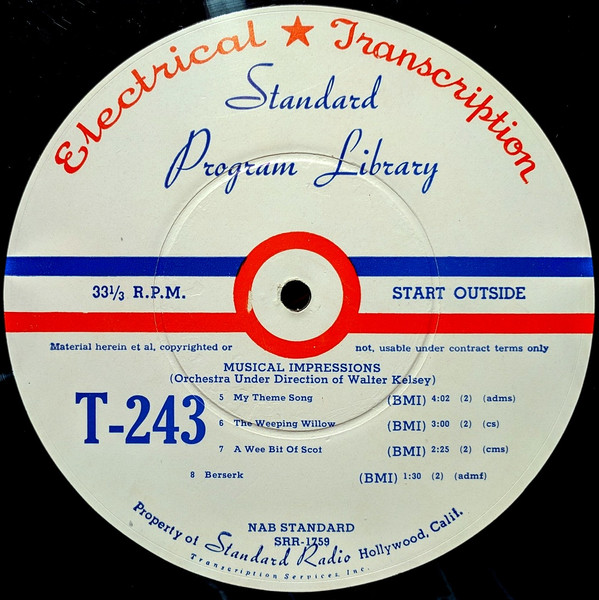 Electrical ★ Transcription
Standard
Program Library
33⅓ R.P.M. START OUTSIDE
Material herein et al, copyrighted or not, usable under contract terms only
MUSICAL IMPRESSIONS
(Orchestra Under Direction of Walter Kelsey)
T-243
5 My Theme Song (BMI) 4:02 (2) (adms)
6 The Weeping Willow (BMI) 3:00 (2) (cs)
7 A Wee Bit Of Scot (BMI) 2:25 (2) (cms)
8 Berserk (BMI) 1:30 (2) (admf)
NAB STANDARD
SRR-1759
Property of Standard Radio Hollywood, Calif.
Transcription Services, Inc.